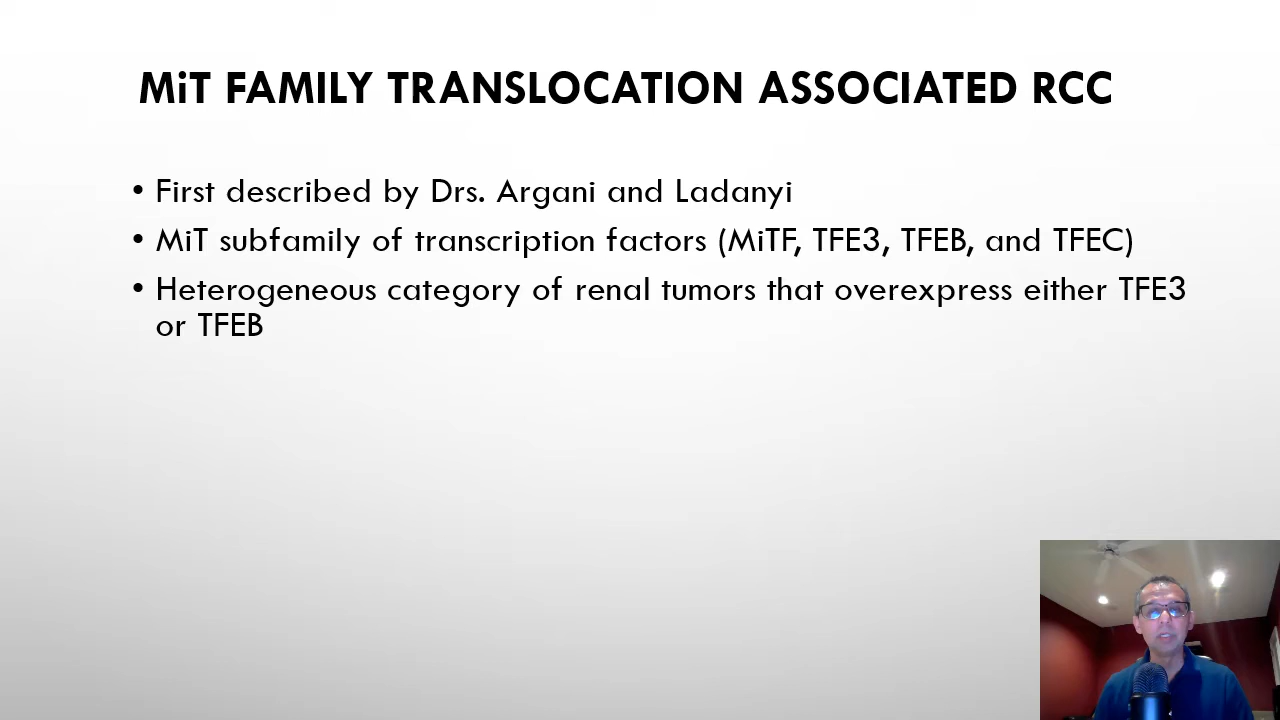 MiT FAMILY TRANSLOCATION ASSOCIATED RCC
• First described by Drs. Argani and Ladanyi
• MiT subfamily of transcription factors (MiTF, TFE3, TFEB, and TFEC)
• Heterogeneous category of renal tumors that overexpress either TFE3
or TFEB